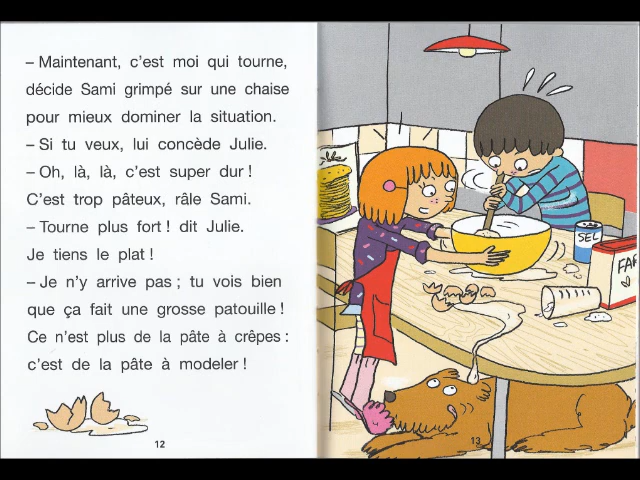 – Maintenant, c'est moi qui tourne,
décide Sami grimpé sur une chaise
pour mieux dominer la situation.
– Si tu veux, lui concède Julie.
– Oh, là, là, c'est super dur !
C'est trop pâteux, râle Sami.
– Tourne plus fort ! dit Julie.
Je tiens le plat !
– Je n'y arrive pas ; tu vois bien
que ça fait une grosse patouille !
Ce n'est plus de la pâte à crêpes :
c'est de la pâte à modeler !
12
SEL
FAR
13